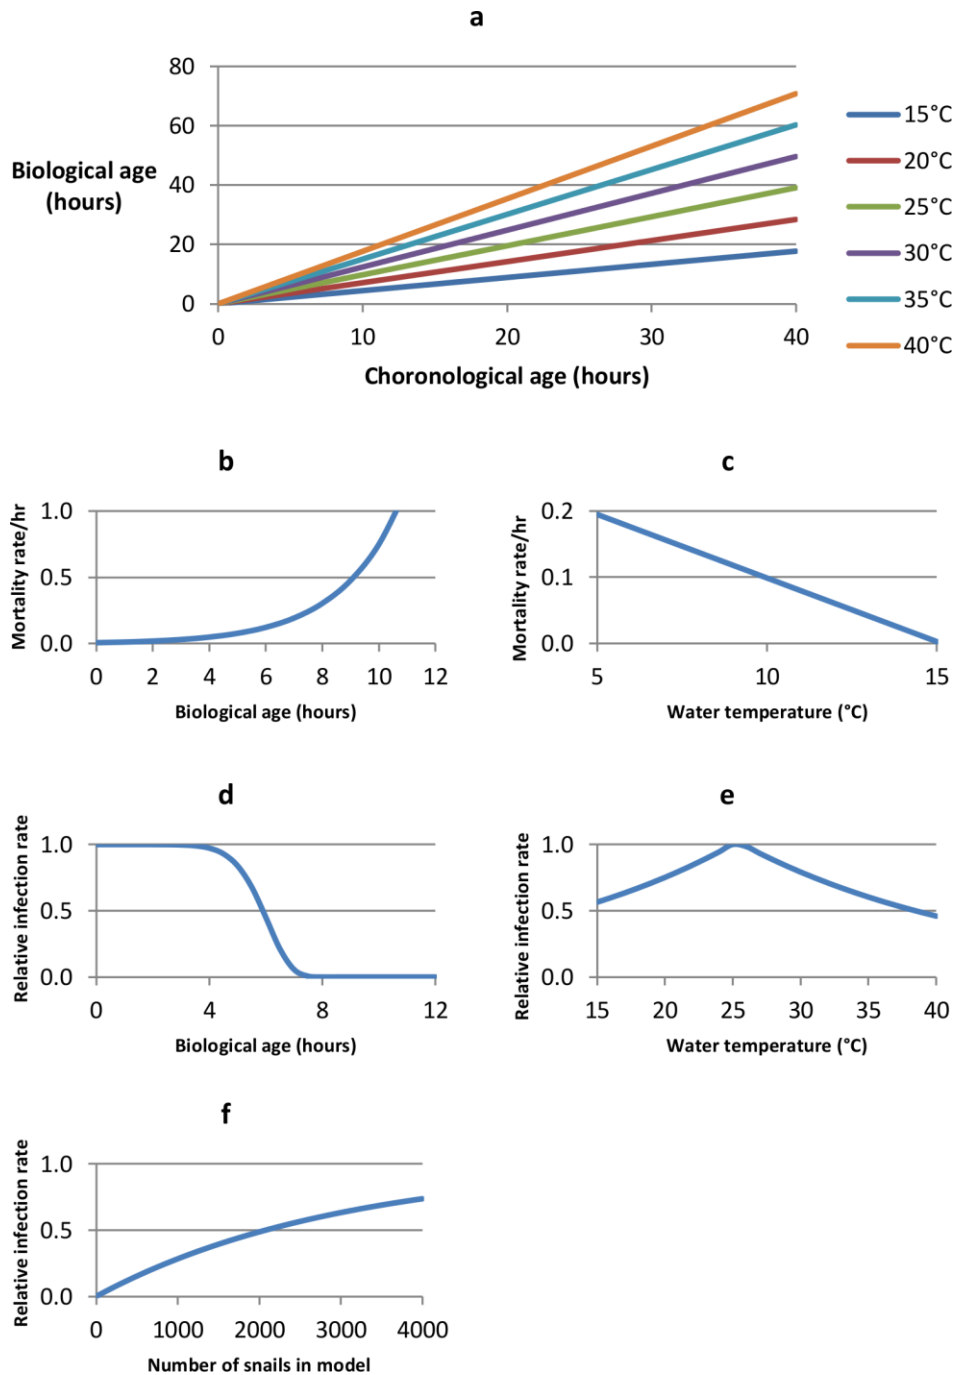 a
80
60
40
20
0
Biological age
(hours)
0 10 20 30 40
Choronological age (hours)
15°C
20°C
25°C
30°C
35°C
40°C
b
Mortality rate/hr
1.0
0.5
0.0
0 2 4 6 8 10 12
Biological age (hours)
c
Mortality rate/hr
0.2
0.1
0.0
5 10 15
Water temperature (°C)
d
Relative infection rate
1.0
0.5
0.0
0 4 8 12
Biological age (hours)
e
Relative infection rate
1.0
0.5
0.0
15 20 25 30 35 40
Water temperature (°C)
f
Relative infection rate
1.0
0.5
0.0
0 1000 2000 3000 4000
Number of snails in model